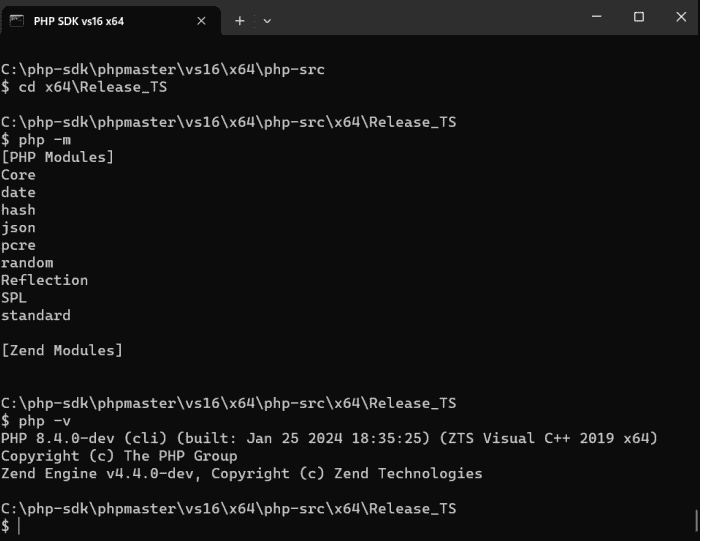 PHP SDK vs16 x64
C:\php-sdk\phpmaster\vs16\x64\php-src
$ cd x64\Release_TS
C:\php-sdk\phpmaster\vs16\x64\php-src\x64\Release_TS
$ php -m
[PHP Modules]
Core
date
hash
json
pcre
random
Reflection
SPL
standard
[Zend Modules]
C:\php-sdk\phpmaster\vs16\x64\php-src\x64\Release_TS
$ php -v
PHP 8.4.0-dev (cli) (built: Jan 25 2024 18:35:25) (ZTS Visual C++ 2019 x64)
Copyright (c) The PHP Group
Zend Engine v4.4.0-dev, Copyright (c) Zend Technologies
C:\php-sdk\phpmaster\vs16\x64\php-src\x64\Release_TS
$